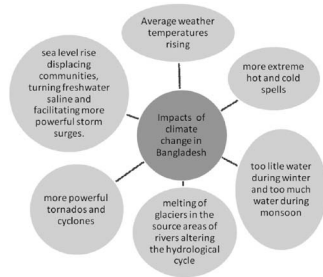 Average weather
temperatures
rising
sea level rise
displacing
communities,
turning freshwater
saline and
facilitating more
powerful storm
surges.
more extreme
hot and cold
spells
Impacts of
climate
change in
Bangladesh
too litle water
during winter
and too much
water during
monsoon
more powerful
tornados and
cyclones
melting of
glaciers in the
source areas of
rivers altering
the hydrological
cycle